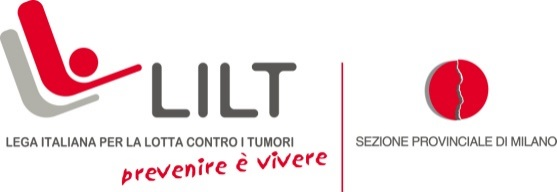 LILT
LEGA ITALIANA PER LA LOTTA CONTRO I TUMORI
prevenire è vivere
SEZIONE PROVINCIALE DI MILANO